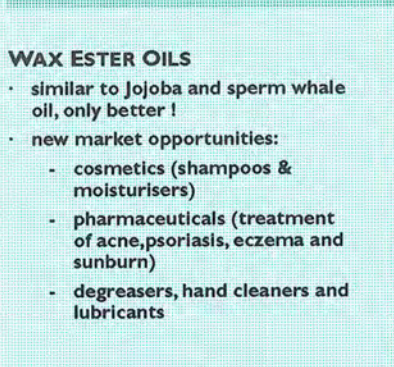 WAX ESTER OILS
· similar to Jojoba and sperm whale
oil, only better !
· new market opportunities:
- cosmetics (shampoos &
moisturisers)
- pharmaceuticals (treatment
of acne,psoriasis, eczema and
sunburn)
- degreasers, hand cleaners and
lubricants